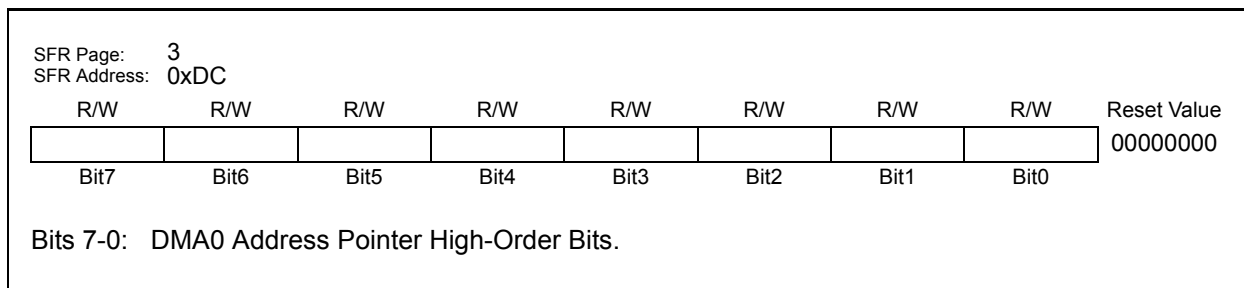 SFR Page: 3
SFR Address: 0xDC
R/W R/W R/W R/W R/W R/W R/W R/W Reset Value
00000000
Bit7 Bit6 Bit5 Bit4 Bit3 Bit2 Bit1 Bit0
Bits 7-0: DMA0 Address Pointer High-Order Bits.